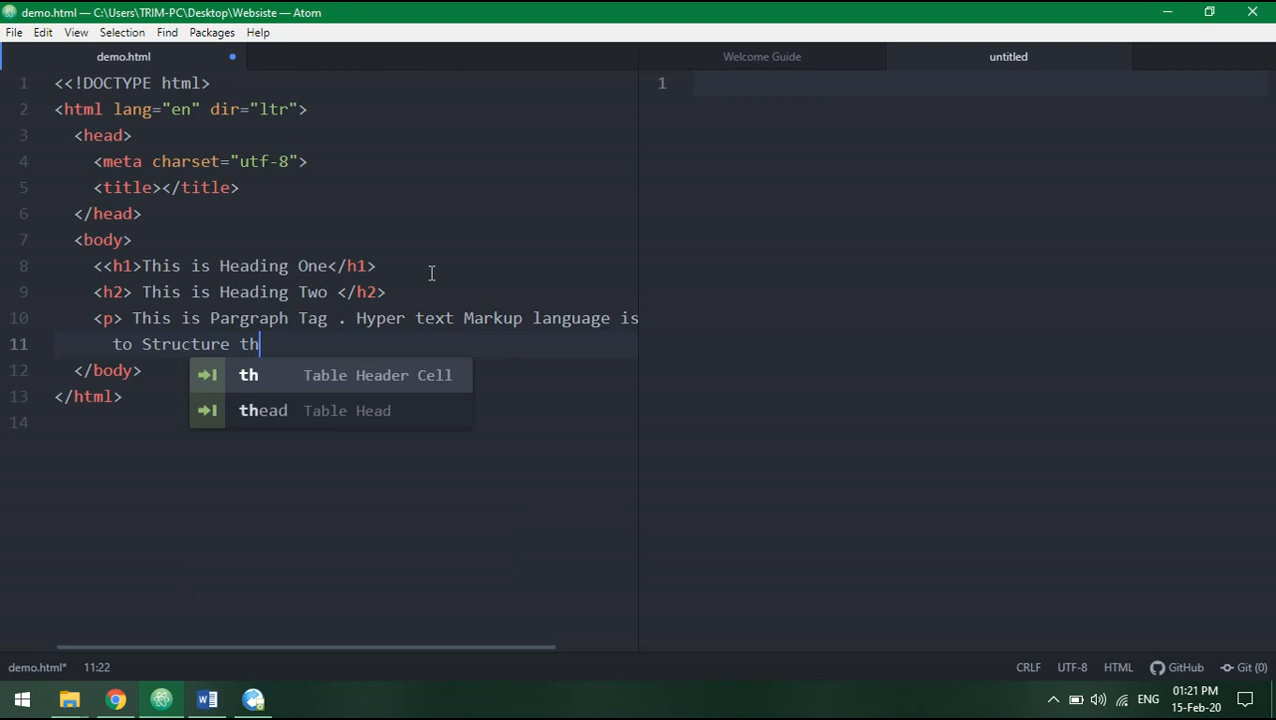 demo.html — C:\Users\TRIM-PC\Desktop\Websiste — Atom
File Edit View Selection Find Packages Help
demo.html Welcome Guide untitled
1 <<!DOCTYPE html> 1
2 <html lang="en" dir="ltr">
3 <head>
4 <meta charset="utf-8">
5 <title></title>
6 </head>
7 <body>
8 <<h1>This is Heading One</h1>
9 <h2> This is Heading Two </h2>
10 <p> This is Pargraph Tag . Hyper text Markup language is
11 to Structure th
12 </body>
th Table Header Cell
13 </html>
thead Table Head
14
demo.html* 11:22 CRLF UTF-8 HTML GitHub Git (0)
ENG 01:21 PM
15-Feb-20